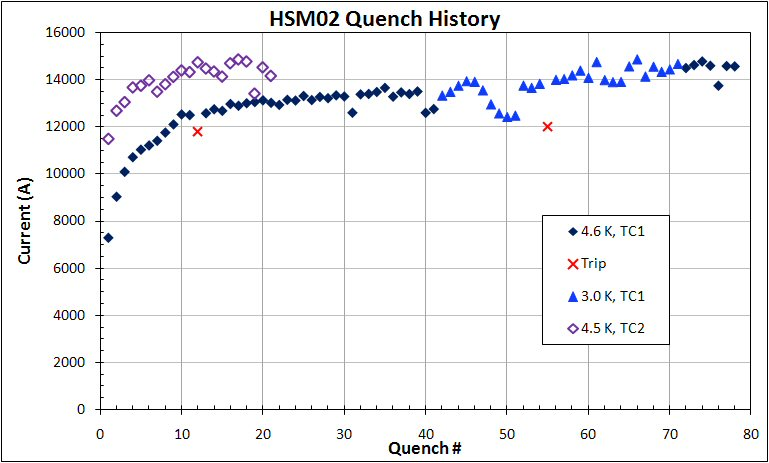 HSM02 Quench History
16000
14000
12000
10000
8000
6000
4000
2000
0
Current (A)
4.6 K, TC1
Trip
3.0 K, TC1
4.5 K, TC2
0 10 20 30 40 50 60 70 80
Quench #